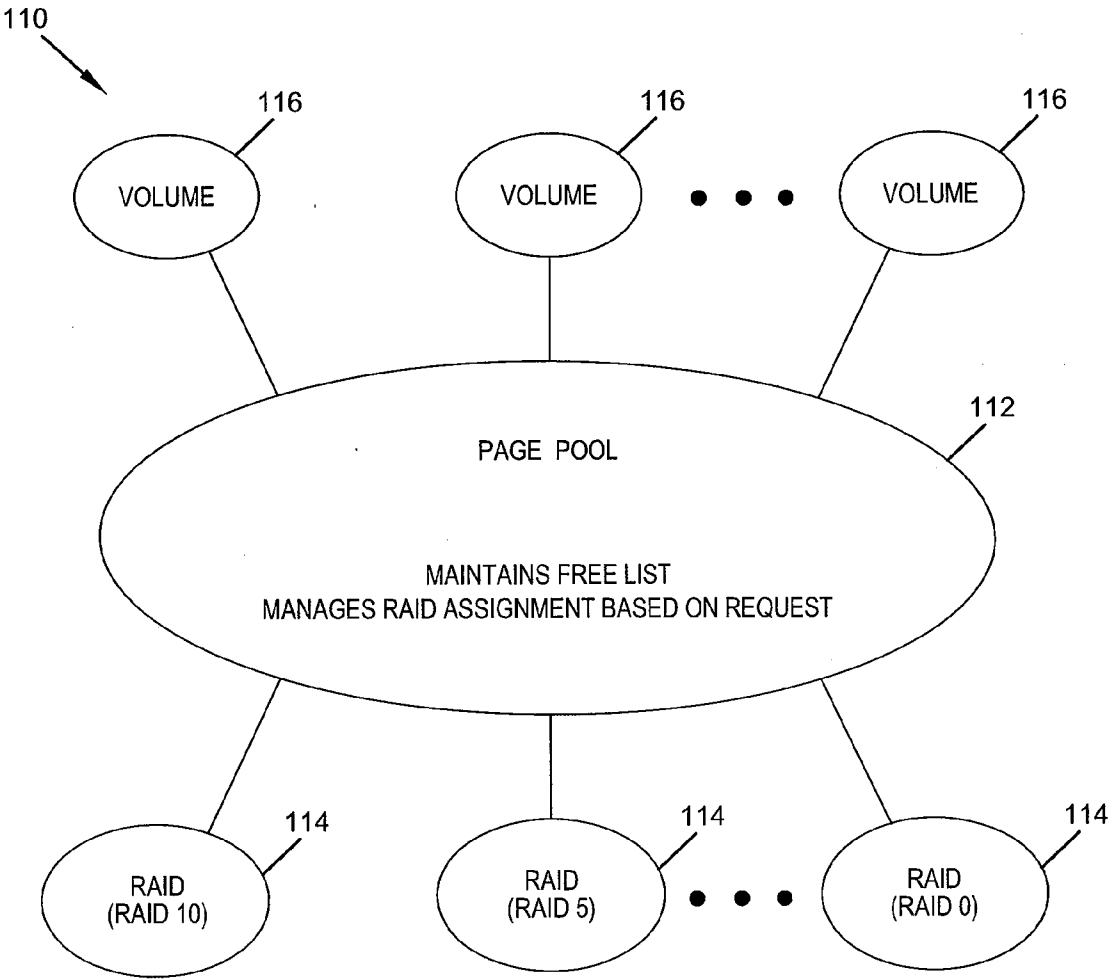 110
116
116
116
VOLUME
VOLUME
VOLUME
112
PAGE POOL
MAINTAINS FREE LIST
MANAGES RAID ASSIGNMENT BASED ON REQUEST
114
114
114
RAID
(RAID 10)
RAID
(RAID 5)
RAID
(RAID 0)